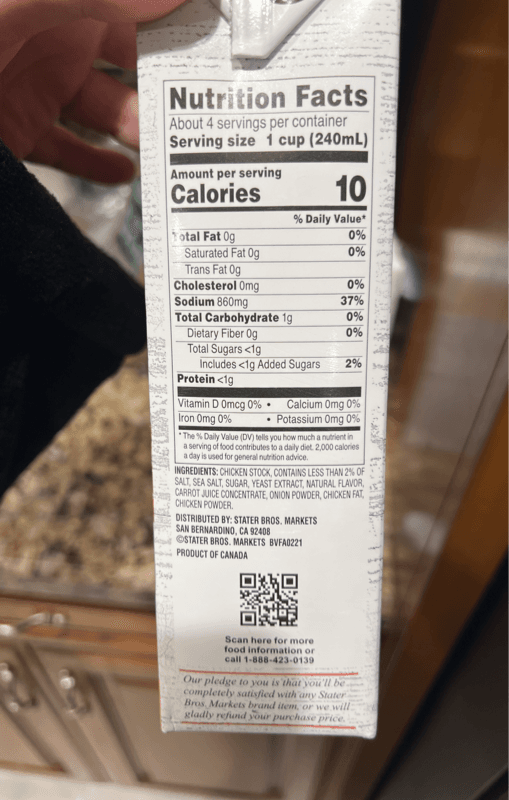 Nutrition Facts
About 4 servings per container
Serving size 1 cup (240mL)
Amount per serving
Calories 10
% Daily Value*
Total Fat 0g 0%
Saturated Fat 0g 0%
Trans Fat 0g
Cholesterol 0mg 0%
Sodium 860mg 37%
Total Carbohydrate 1g 0%
Dietary Fiber 0g 0%
Total Sugars <1g
Includes <1g Added Sugars 2%
Protein <1g
Vitamin D 0mcg 0% • Calcium 0mg 0%
Iron 0mg 0% • Potassium 0mg 0%
* The % Daily Value (DV) tells you how much a nutrient in
a serving of food contributes to a daily diet. 2,000 calories
a day is used for general nutrition advice.
INGREDIENTS: CHICKEN STOCK, CONTAINS LESS THAN 2% OF
SALT, SEA SALT, SUGAR, YEAST EXTRACT, NATURAL FLAVOR,
CARROT JUICE CONCENTRATE, ONION POWDER, CHICKEN FAT,
CHICKEN POWDER.
DISTRIBUTED BY: STATER BROS. MARKETS
SAN BERNARDINO, CA 92408
©STATER BROS. MARKETS BVFA0221
PRODUCT OF CANADA
Scan here for more
food information or
call 1-888-423-0139
Our pledge to you is that you'll be
completely satisfied with any Stater
Bros. Markets brand item, or we will
gladly refund your purchase price.